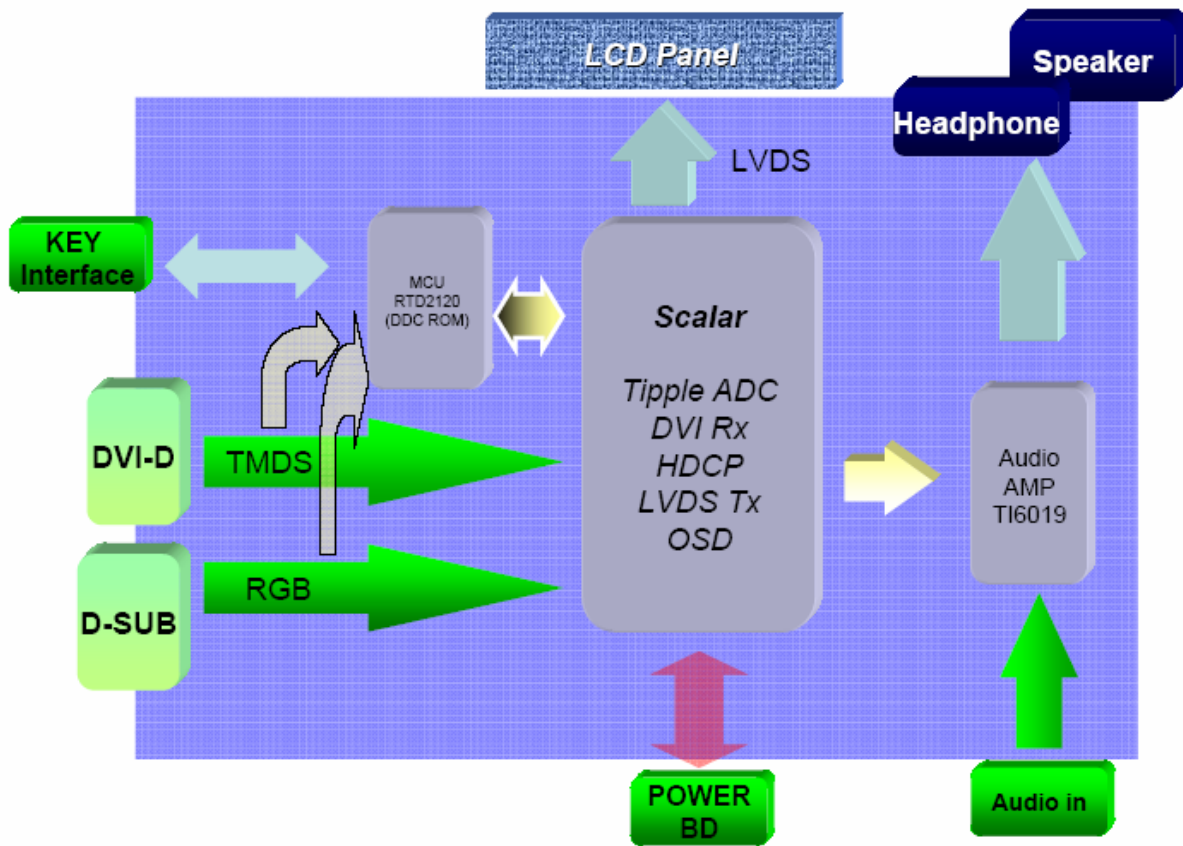 LCD Panel
Speaker
Headphone
LVDS
KEY
Interface
MCU
RTD2120
(DDC ROM)
Scalar
Tipple ADC
DVI Rx
HDCP
LVDS Tx
OSD
DVI-D
TMDS
Audio
AMP
TI6019
D-SUB
RGB
POWER
BD
Audio in